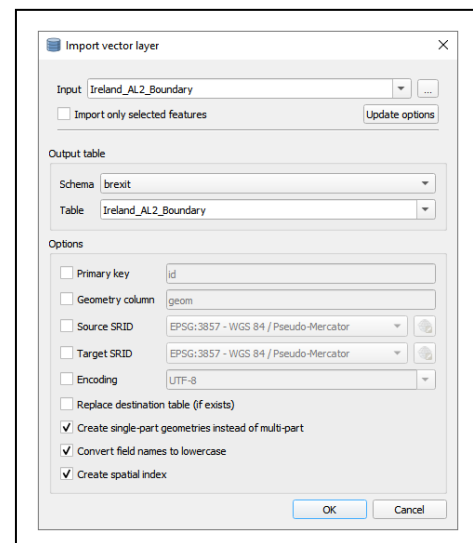 Import vector layer
Input Ireland_AL2_Boundary ...
Import only selected features Update options
Output table
Schema brexit
Table Ireland_AL2_Boundary
Options
Primary key id
Geometry column geom
Source SRID EPSG:3857 - WGS 84 / Pseudo-Mercator
Target SRID EPSG:3857 - WGS 84 / Pseudo-Mercator
Encoding UTF-8
Replace destination table (if exists)
Create single-part geometries instead of multi-part
Convert field names to lowercase
Create spatial index
OK Cancel